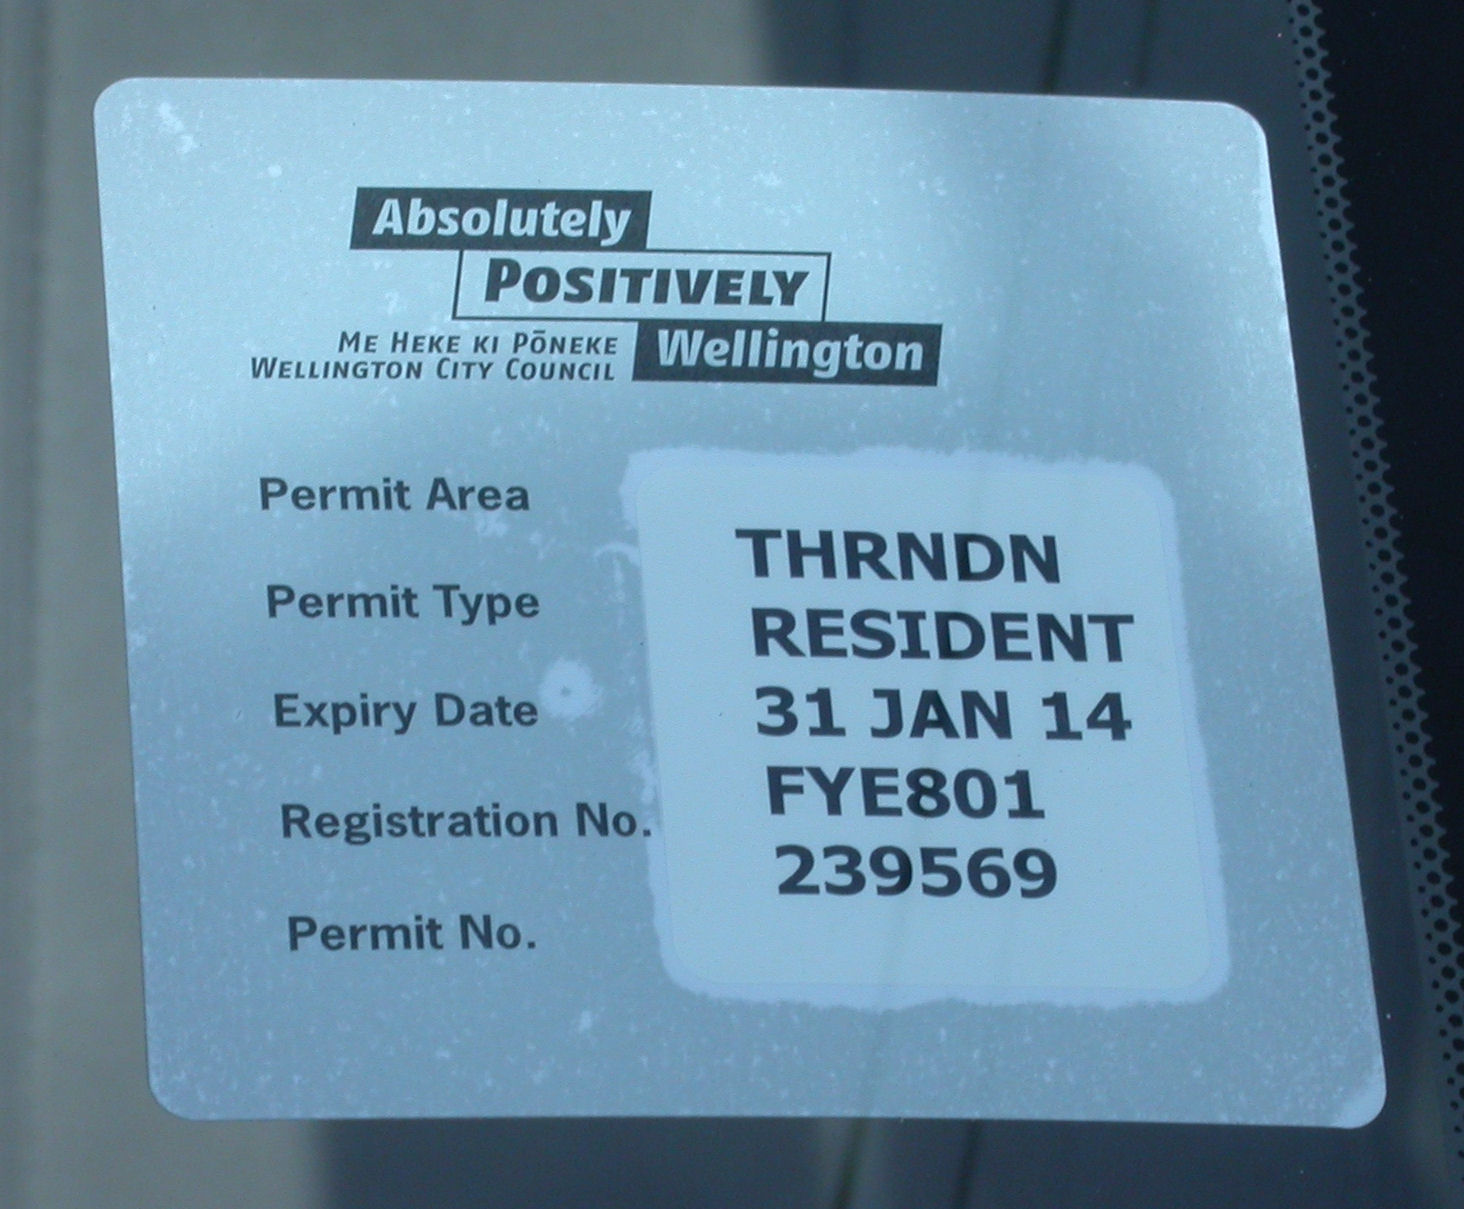 Absolutely
POSITIVELY
ME HEKE KI PŌNEKE
WELLINGTON CITY COUNCIL
Wellington
Permit Area
THRNDN
Permit Type
RESIDENT
Expiry Date
31 JAN 14
Registration No.
FYE801
Permit No.
239569